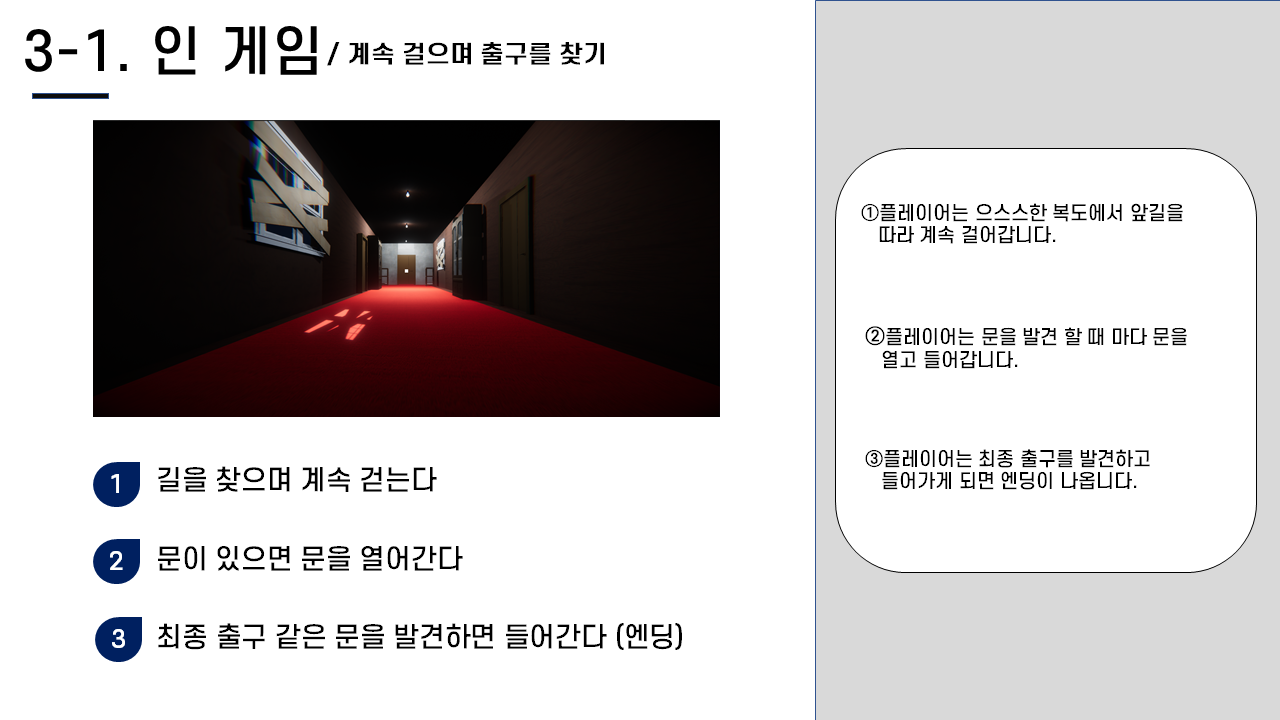 3-1. 인 게임 / 계속 걸으며 출구를 찾기
1 길을 찾으며 계속 걷는다
2 문이 있으면 문을 열어간다
3 최종 출구 같은 문을 발견하면 들어간다 (엔딩)
①플레이어는 으스스한 복도에서 앞길을
따라 계속 걸어갑니다.
②플레이어는 문을 발견 할 때 마다 문을
열고 들어갑니다.
③플레이어는 최종 출구를 발견하고
들어가게 되면 엔딩이 나옵니다.